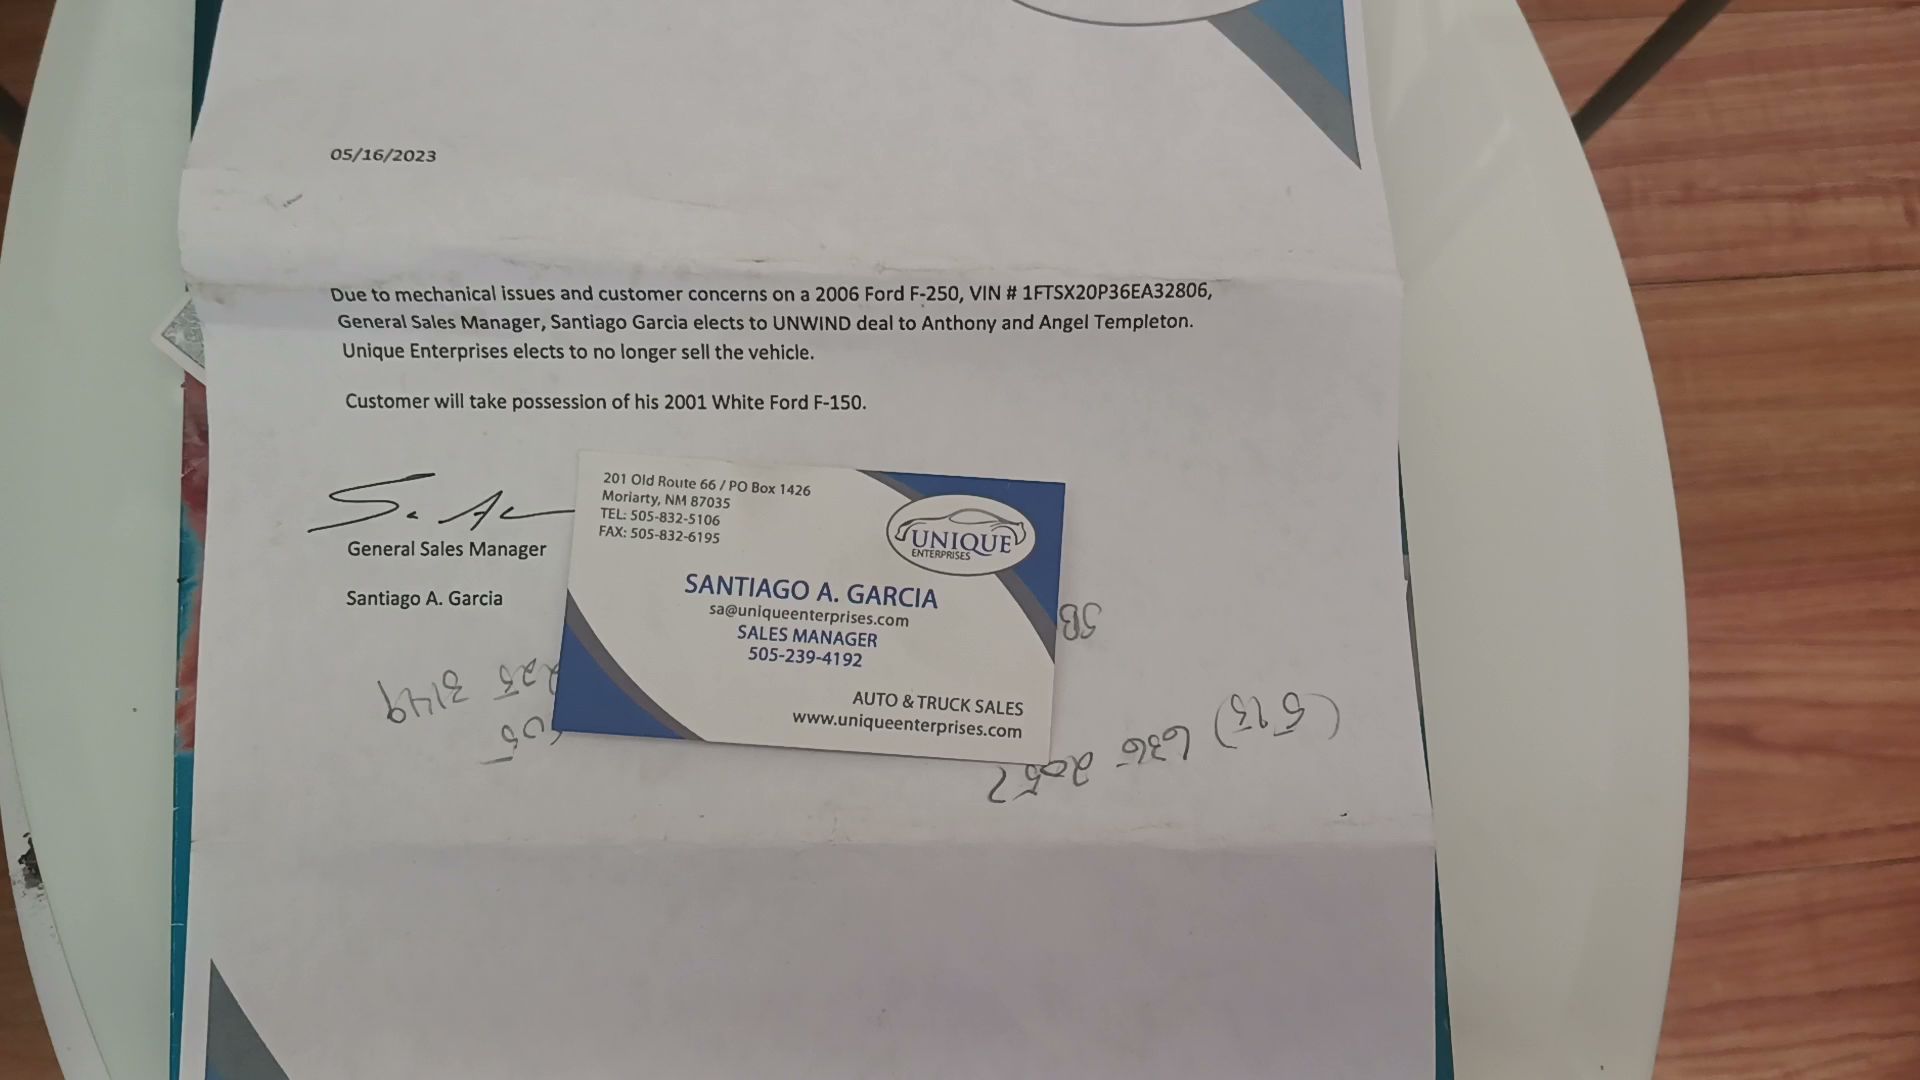 05/16/2023
Due to mechanical issues and customer concerns on a 2006 Ford F-250, VIN # 1FTSX20P36EA32806,
General Sales Manager, Santiago Garcia elects to UNWIND deal to Anthony and Angel Templeton.
Unique Enterprises elects to no longer sell the vehicle.
Customer will take possession of his 2001 White Ford F-150.
General Sales Manager
Santiago A. Garcia
201 Old Route 66 / PO Box 1426
Moriarty, NM 87035
TEL: 505-832-5106
FAX: 505-832-6195
UNIQUE
ENTERPRISES
SANTIAGO A. GARCIA
sa@uniqueenterprises.com
SALES MANAGER
505-239-4192
AUTO & TRUCK SALES
www.uniqueenterprises.com
(573) 636 2052
3149